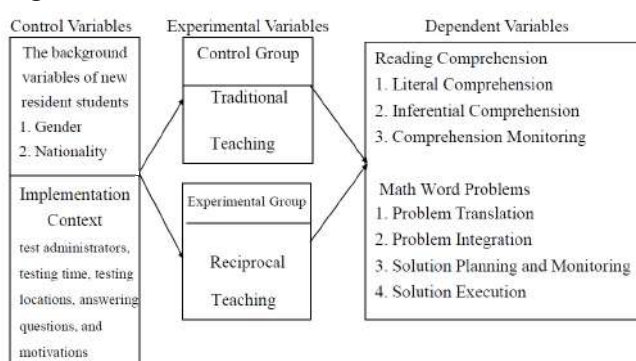 Control Variables
The background
variables of new
resident students
1. Gender
2. Nationality
Implementation
Context
test administrators,
testing time, testing
locations, answering
questions, and
motivations
Experimental Variables
Control Group
Traditional
Teaching
Experimental Group
Reciprocal
Teaching
Dependent Variables
Reading Comprehension
1. Literal Comprehension
2. Inferential Comprehension
3. Comprehension Monitoring
Math Word Problems
1. Problem Translation
2. Problem Integration
3. Solution Planning and Monitoring
4. Solution Execution